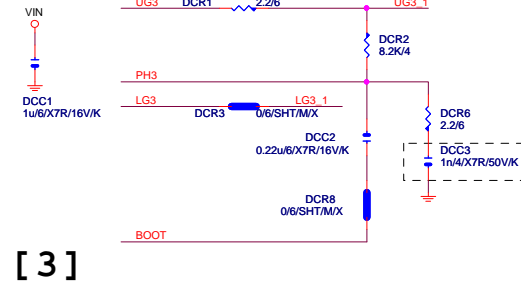 UG3 DCR1 2.2/6 UG3_1
VIN
DCR2
8.2K/4
PH3
DCC1
1u/6/X7R/16V/K
LG3 LG3_1
DCR3 0/6/SHT/M/X
DCR6
2.2/6
DCC2
0.22u/6/X7R/16V/K
DCC3
1n/4/X7R/50V/K
DCR8
0/6/SHT/M/X
BOOT
[3]